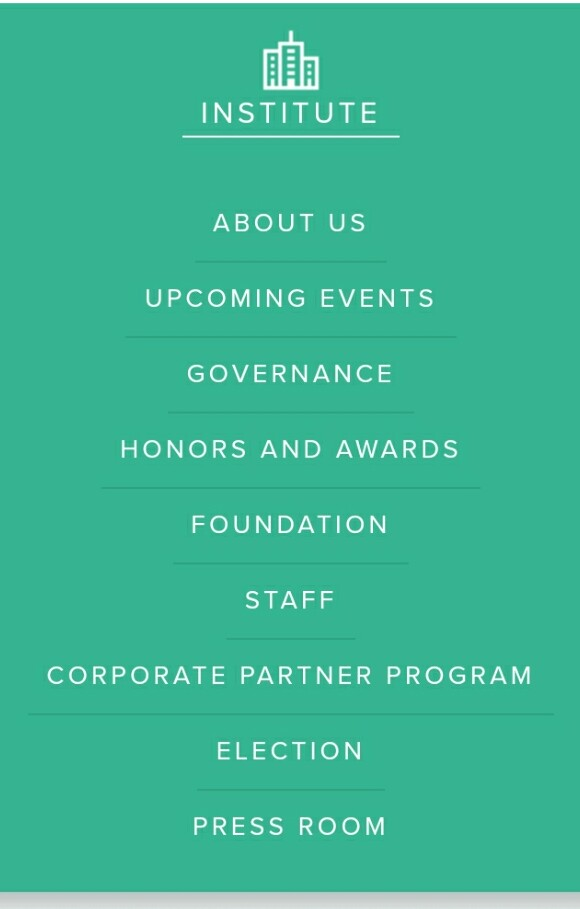 INSTITUTE
ABOUT US
UPCOMING EVENTS
GOVERNANCE
HONORS AND AWARDS
FOUNDATION
STAFF
CORPORATE PARTNER PROGRAM
ELECTION
PRESS ROOM